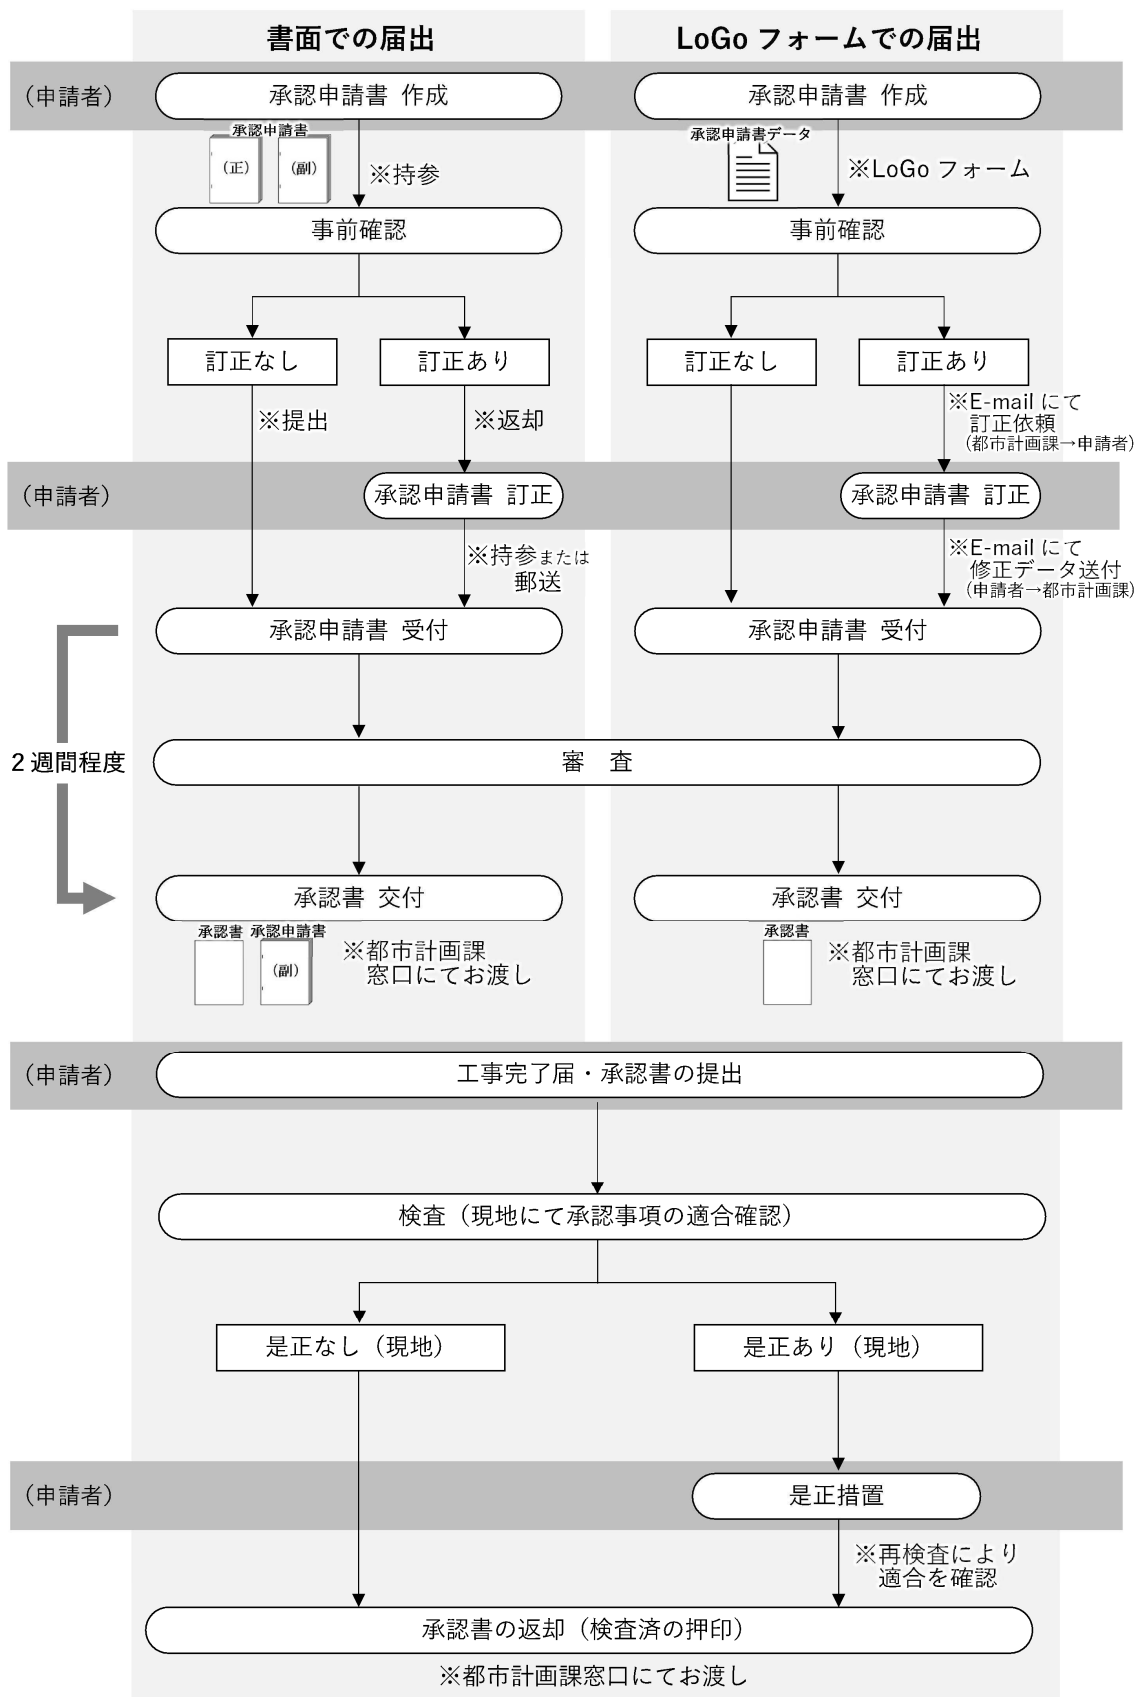 書面での届出
LoGo フォームでの届出
（申請者）
承認申請書 作成
承認申請書 作成
承認申請書
（正）
（副）
※持参
承認申請書データ
※LoGo フォーム
事前確認
事前確認
訂正なし
訂正あり
訂正なし
訂正あり
※提出
※返却
※E-mail にて
訂正依頼
（都市計画課→申請者）
（申請者）
承認申請書 訂正
承認申請書 訂正
※持参または
郵送
※E-mail にて
修正データ送付
（申請者→都市計画課）
承認申請書 受付
承認申請書 受付
2 週間程度
審　査
承認書 交付
承認書 交付
承認書
承認申請書
（副）
※都市計画課
窓口にてお渡し
承認書
※都市計画課
窓口にてお渡し
（申請者）
工事完了届・承認書の提出
検査（現地にて承認事項の適合確認）
是正なし（現地）
是正あり（現地）
（申請者）
是正措置
※再検査により
適合を確認
承認書の返却（検査済の押印）
※都市計画課窓口にてお渡し